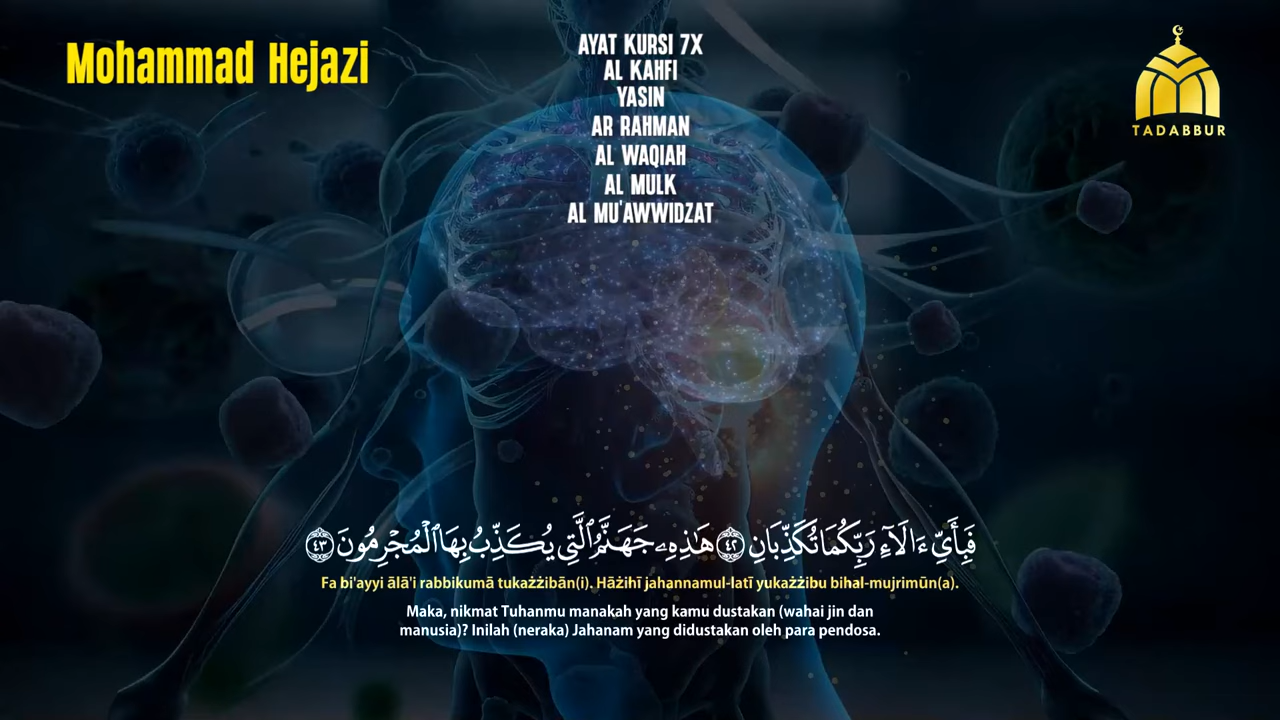 Mohammad Hejazi
AYAT KURSI 7X
AL KAHFI
YASIN
AR RAHMAN
AL WAQIAH
AL MULK
AL MU'AWWIDZAT
TADABBUR
فَبِأَيِّ ءَالَآءِ رَبِّكُمَا تُكَذِّبَانِ ٤٢ هَٰذِهِۦ جَهَنَّمُ ٱلَّتِي يُكَذِّبُ بِهَا ٱلْمُجْرِمُونَ ٤٣
Fa bi'ayyi ālā'i rabbikumā tukażżibān(i). Hāżihī jahannamul-latī yukażżibu bihal-mujrimūn(a).
Maka, nikmat Tuhanmu manakah yang kamu dustakan (wahai jin dan
manusia)? Inilah (neraka) Jahanam yang didustakan oleh para pendosa.